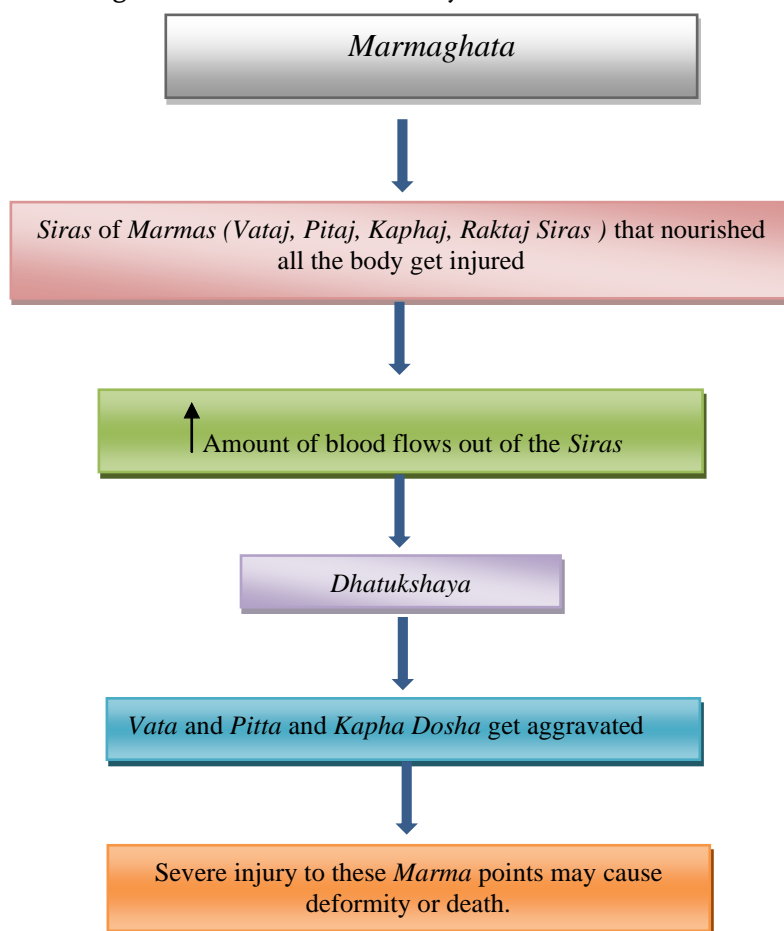 Marmaghata
Siras of Marmas (Vataj, Pitaj, Kaphaj, Raktaj Siras ) that nourished
all the body get injured
Amount of blood flows out of the Siras
Dhatukshaya
Vata and Pitta and Kapha Dosha get aggravated
Severe injury to these Marma points may cause
deformity or death.